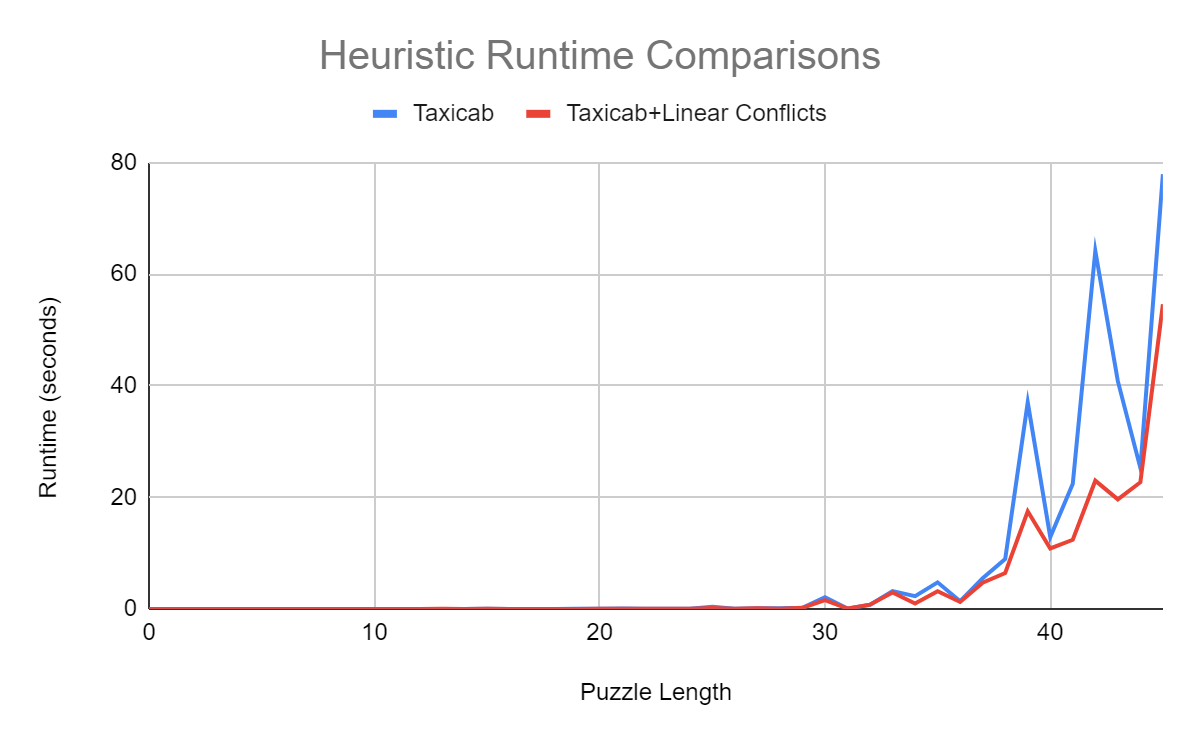 Heuristic Runtime Comparisons
Taxicab
Taxicab+Linear Conflicts
80
60
40
20
0
Runtime (seconds)
0
10
20
30
40
Puzzle Length